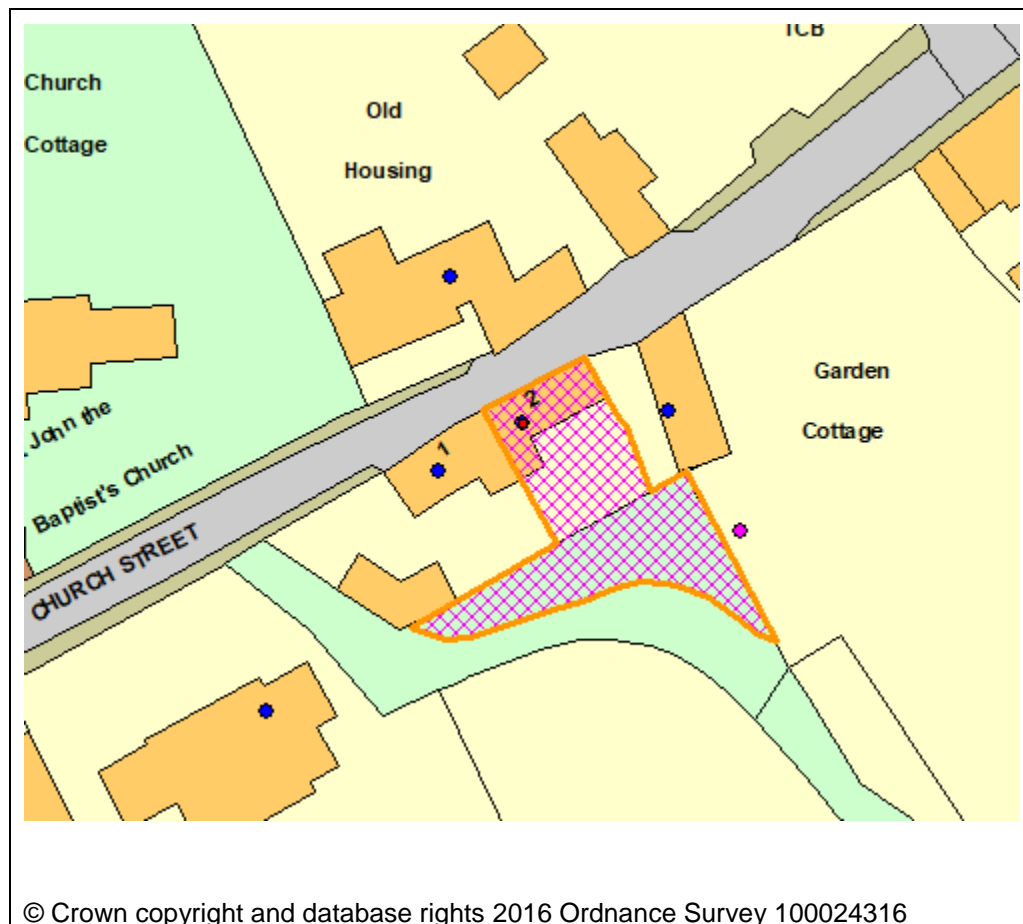 TCB
Church
Cottage
Old
Housing
2
Garden
Cottage
1
John the
Baptist's Church
CHURCH STREET
© Crown copyright and database rights 2016 Ordnance Survey 100024316